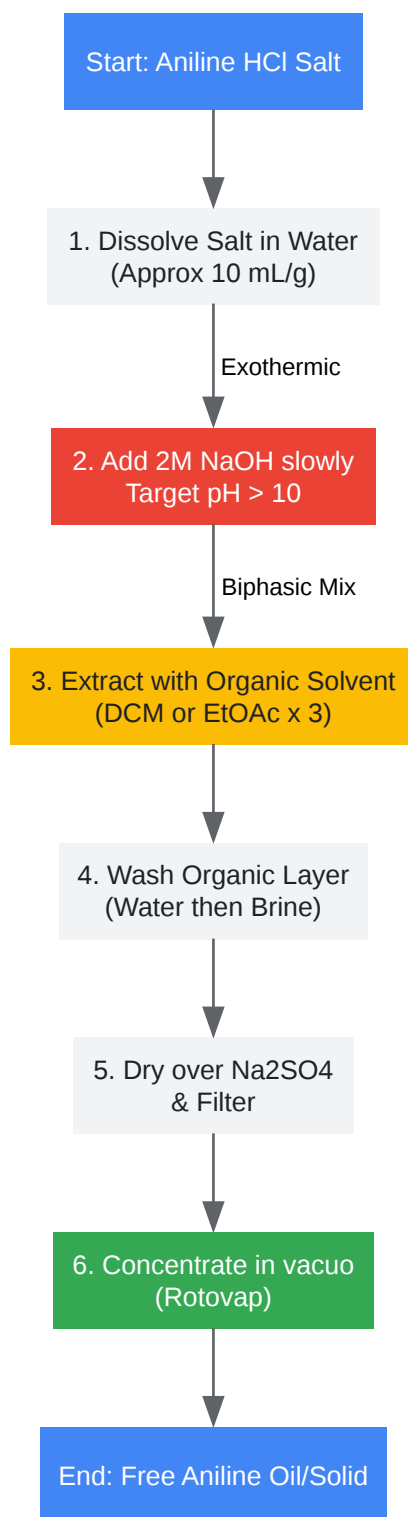 Start: Aniline HCl Salt
1. Dissolve Salt in Water
(Approx 10 mL/g)
Exothermic
2. Add 2M NaOH slowly
Target pH > 10
Biphasic Mix
3. Extract with Organic Solvent
(DCM or EtOAc x 3)
4. Wash Organic Layer
(Water then Brine)
5. Dry over Na2SO4
& Filter
6. Concentrate in vacuo
(Rotovap)
End: Free Aniline Oil/Solid